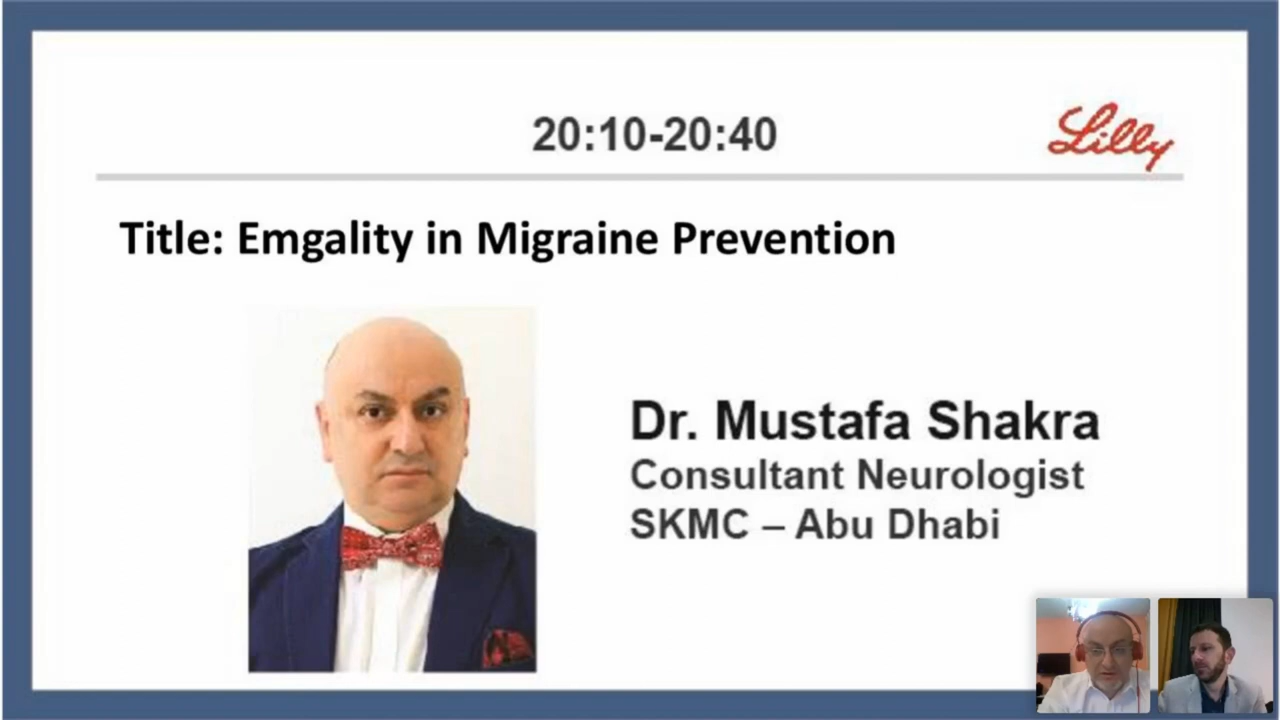 20:10-20:40
Lilly
Title: Emgality in Migraine Prevention
Dr. Mustafa Shakra
Consultant Neurologist
SKMC – Abu Dhabi